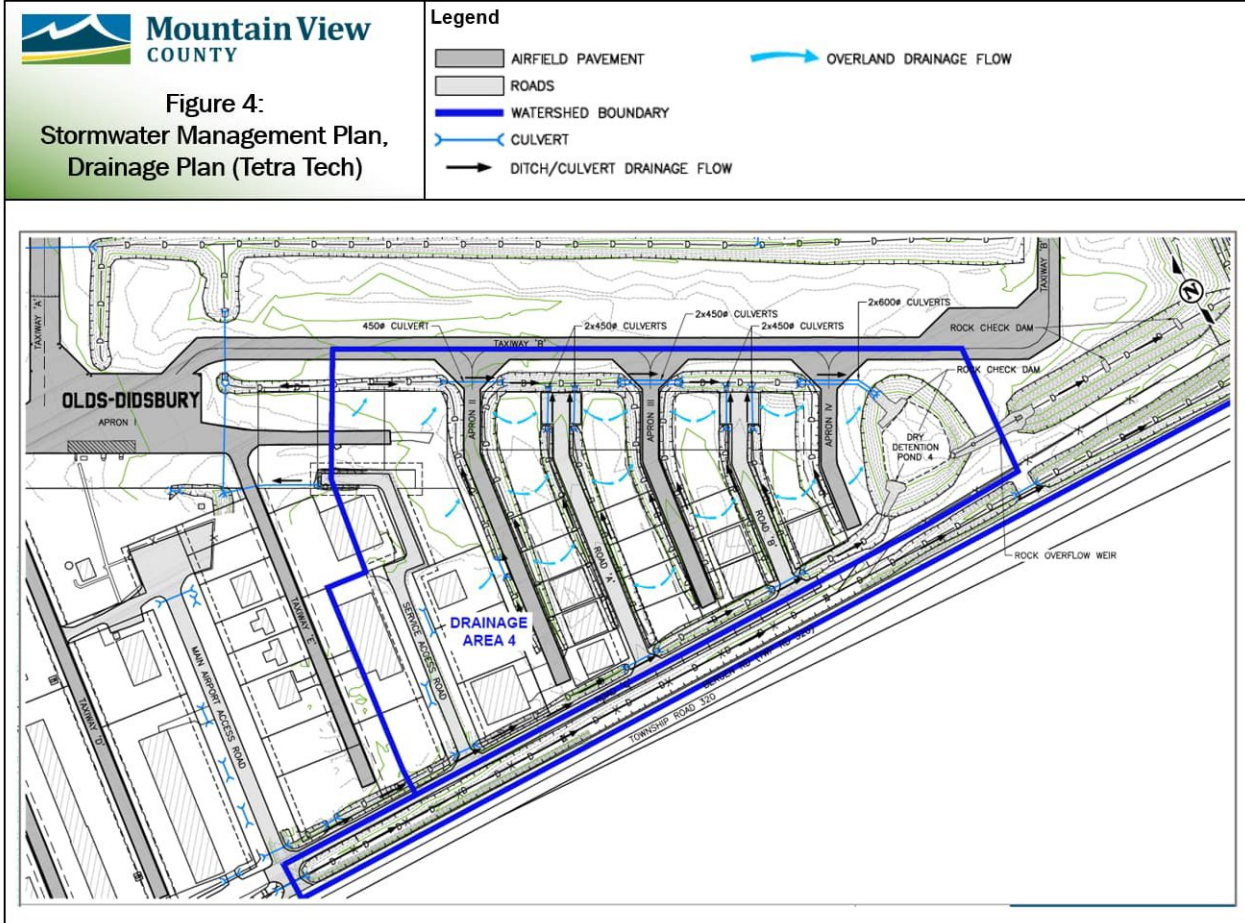 Mountain View
COUNTY
Figure 4:
Stormwater Management Plan,
Drainage Plan (Tetra Tech)
Legend
AIRFIELD PAVEMENT
ROADS
WATERSHED BOUNDARY
CULVERT
DITCH/CULVERT DRAINAGE FLOW
OVERLAND DRAINAGE FLOW
TAXIWAY 'A'
TAXIWAY 'B'
N
2x600ø CULVERTS
2x450ø CULVERTS
450ø CULVERT
2x450ø CULVERTS
2x450ø CULVERTS
ROCK CHECK DAM
TAXIWAY 'B'
ROCK CHECK DAM
OLDS-DIDSBURY
APRON I
APRON II
APRON III
APRON IV
DRY
DETENTION
POND 4
ROAD 'A'
ROAD 'B'
ROCK OVERFLOW WEIR
TAXIWAY 'E'
SERVICE ACCESS ROAD
DRAINAGE
AREA 4
MAIN AIRPORT ACCESS ROAD
TAXIWAY 'D'
TOWNSHIP ROAD 320